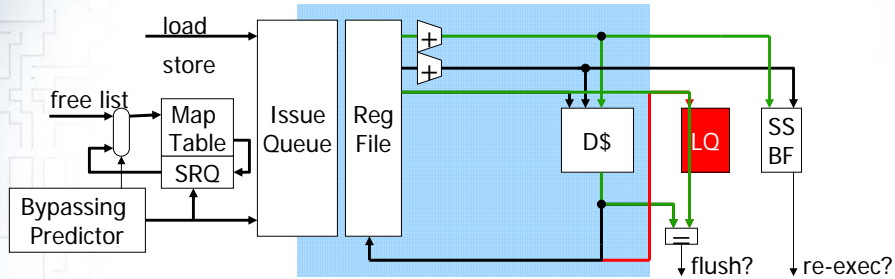 load
store
free list
Map
Table
SRQ
Bypassing
Predictor
Issue
Queue
Reg
File
+
+
D$
LQ
SS
BF
=
flush?
re-exec?